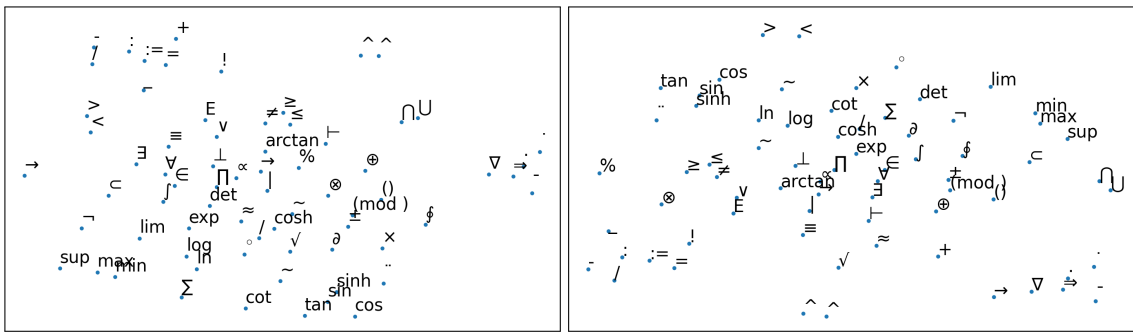 +
- : := = ! ^ ^
/
¬
> E ≠ ≥ ≤ ∩ ∪
< ≡ ∨ arctan ⊢ .
→ ∃ ∀ ∈ ⊥ ∏ ∝ → | % ⊕ ∇ ⇒ -
⊂ ∫ det ⊗ () (mod )
¬ lim exp ≈ / cosh ~ ± ∮
log ◦ √ ∂ ×
sup max min ln ~ sinh ¨
∑ cot tan sin cos
> <
tan sin cos ~ × ◦ lim
¨ sinh ln log cot / ∑ det ¬ min max sup
~ cosh ∂ ∫ ∮ ⊂
% ≥ ≤ ≠ ⊥ ∏ exp ∈ ∩ ∪
⊗ ∨ E arctan ∝ → ∀ ∃ ± (mod ) ()
| ⊢ ⊕
¬ ! ≡ ≈
- : := = / √ + .
→ ∇ ⇒ . -
^ ^